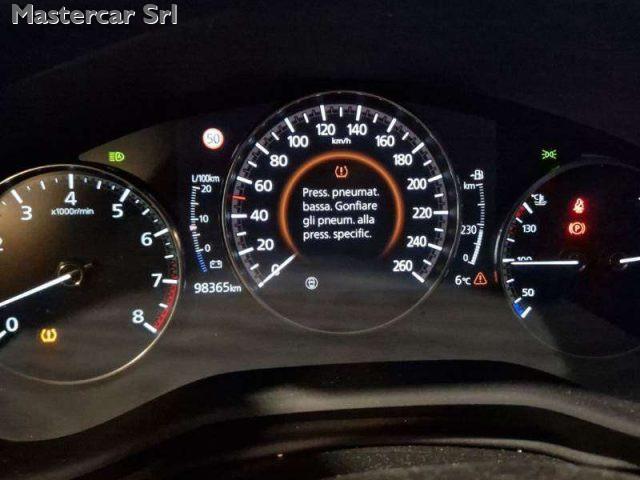 Mastercar Srl
50
L/100km
20
10
0
98365km
3
4
5
6
7
8
0
x1000r/min
0
20
40
60
80
100
120
140
160
180
200
220
240
260
km/h
Press. pneumat.
bassa. Gonfiare
gli pneum. alla
press. specific.
km
230
0
6°C
130
100
50
P